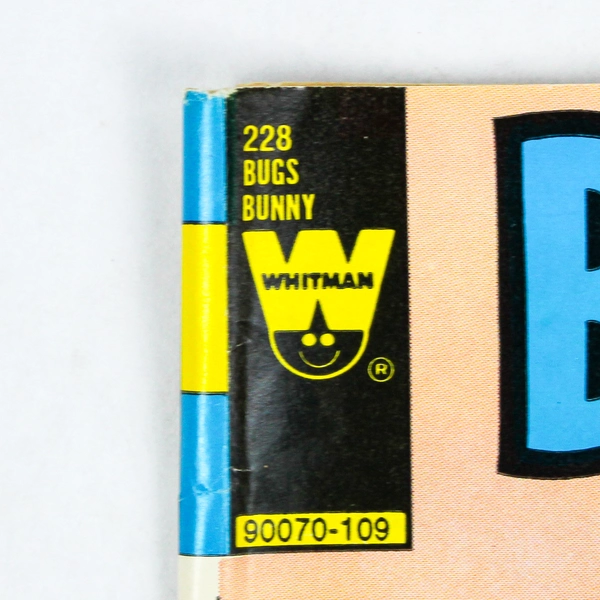 228
BUGS
BUNNY
WHITMAN
®
90070-109
B